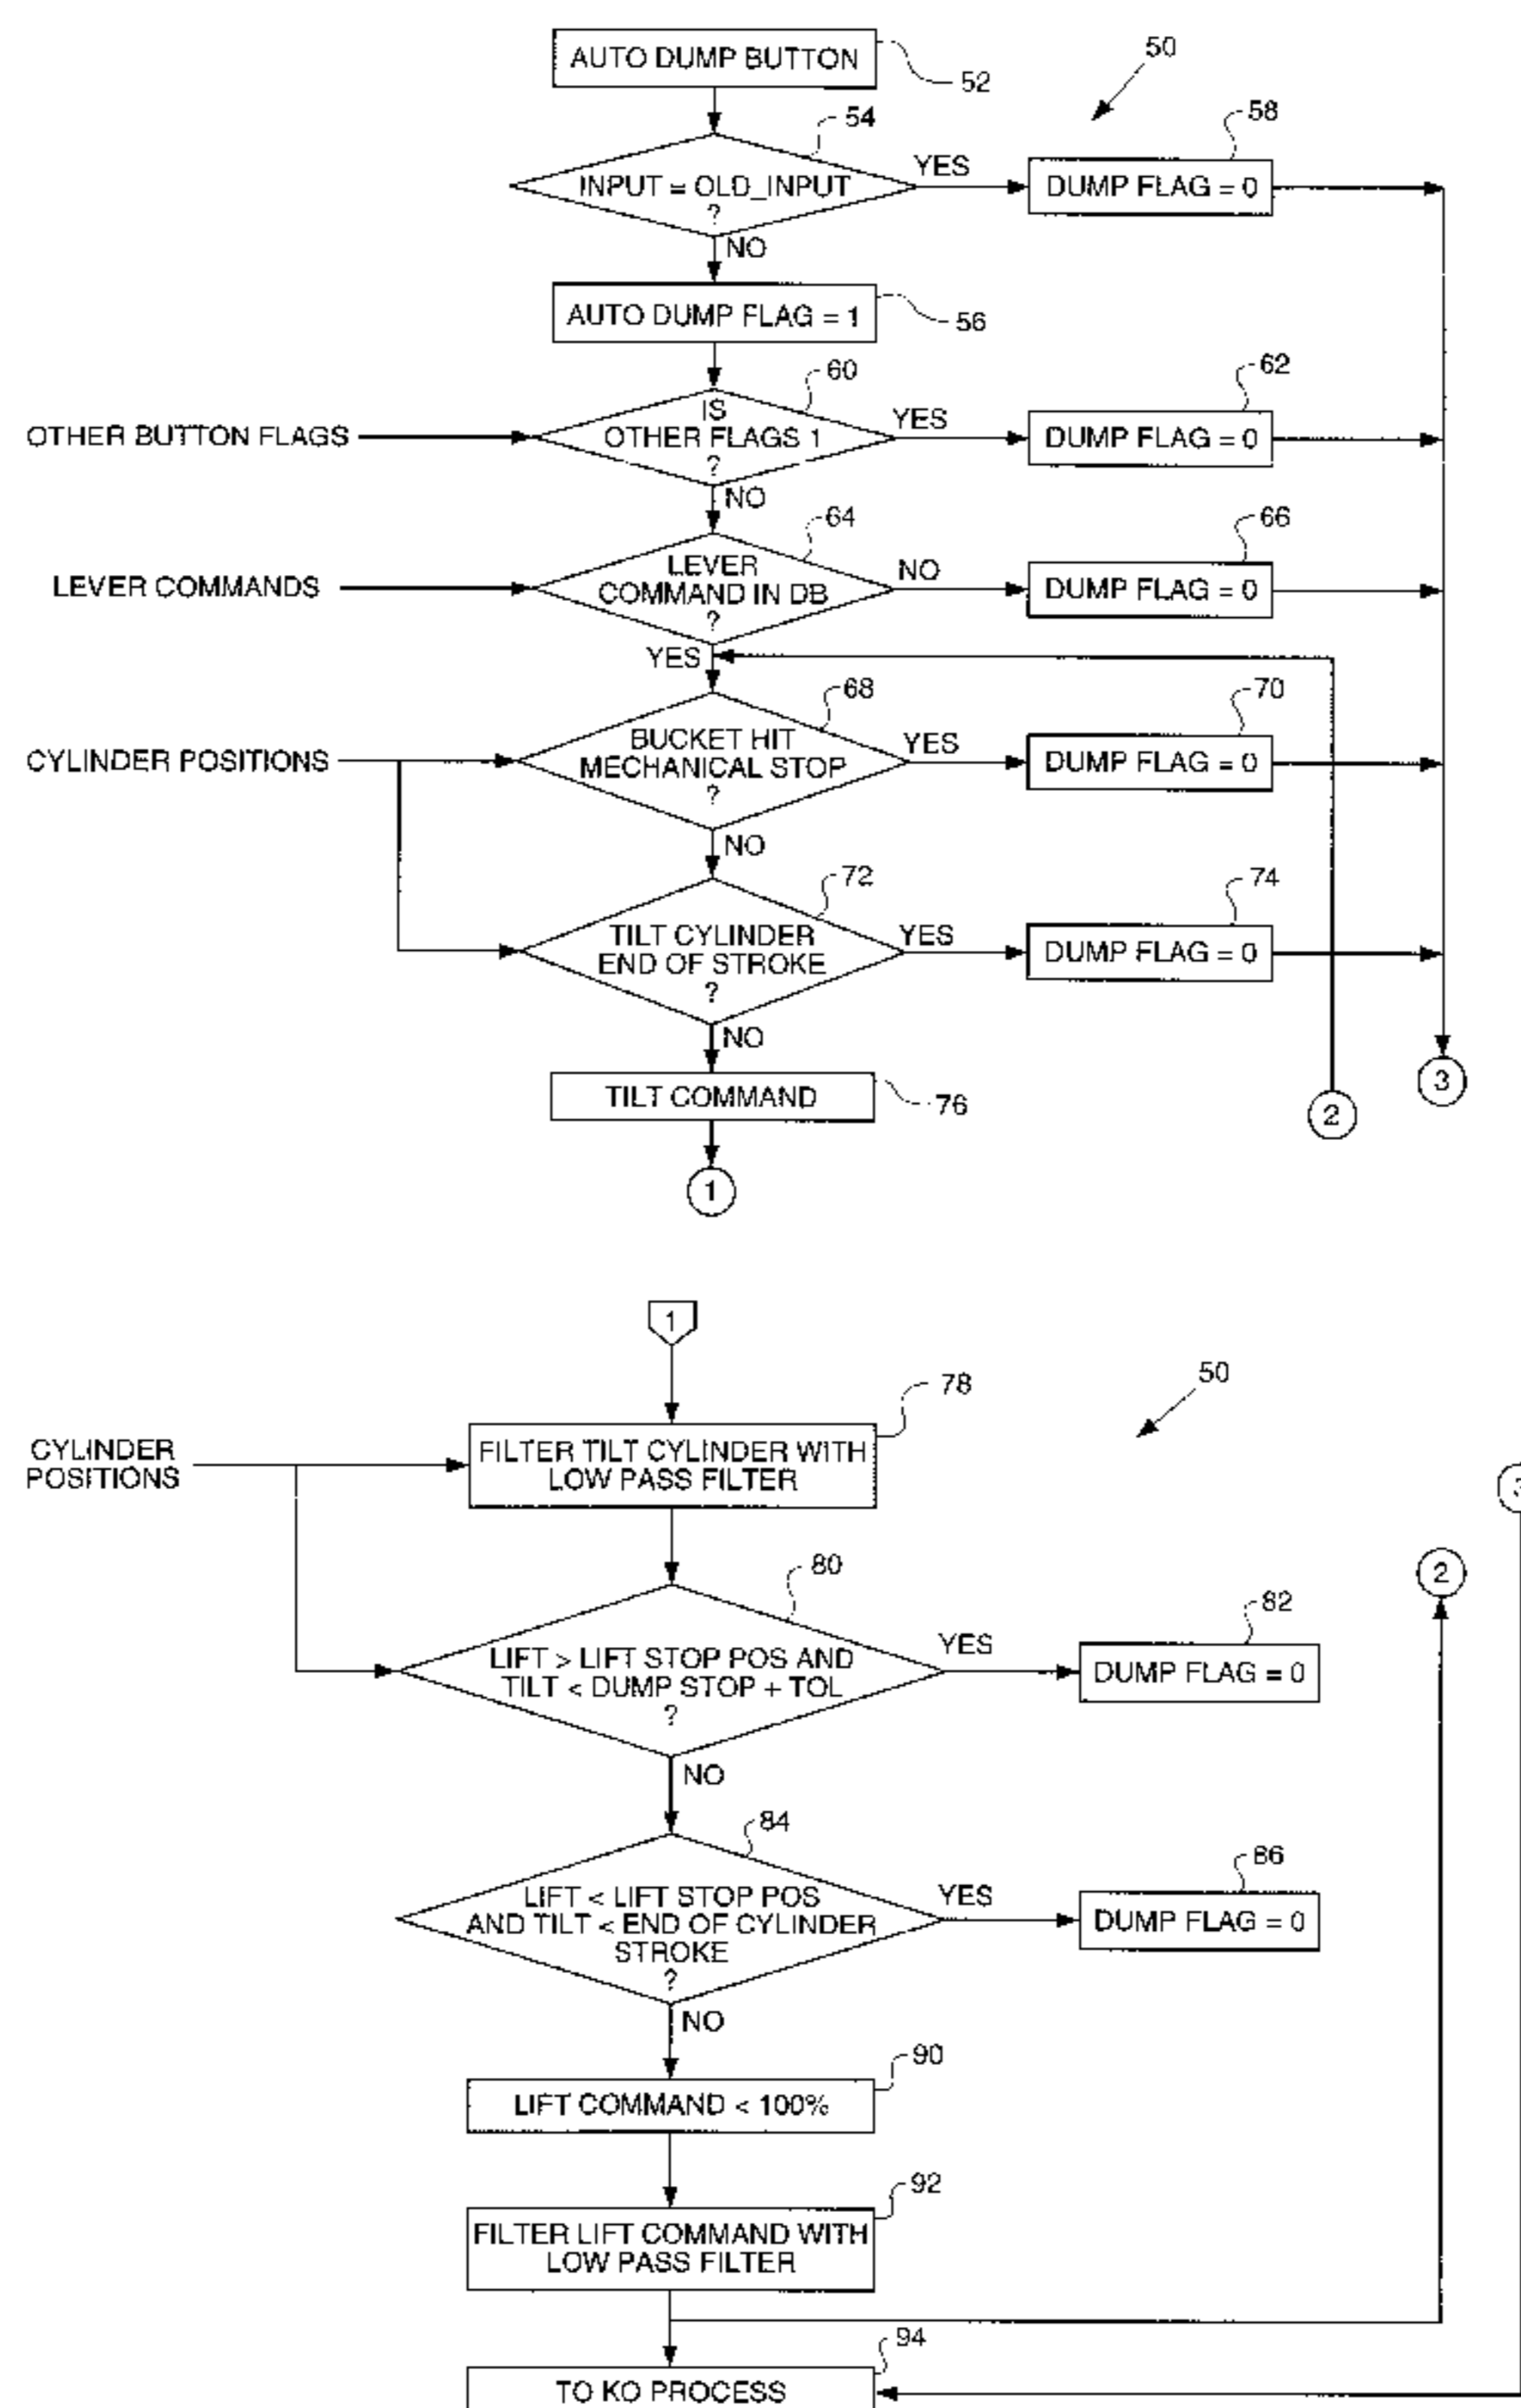 AUTO DUMP BUTTON
52
50
54
INPUT = OLD_INPUT
?
YES
58
DUMP FLAG = 0
NO
AUTO DUMP FLAG = 1
56
OTHER BUTTON FLAGS
60
IS
OTHER FLAGS 1
?
YES
62
DUMP FLAG = 0
NO
LEVER COMMANDS
64
LEVER
COMMAND IN DB
?
NO
66
DUMP FLAG = 0
YES
CYLINDER POSITIONS
68
BUCKET HIT
MECHANICAL STOP
?
YES
70
DUMP FLAG = 0
NO
72
TILT CYLINDER
END OF STROKE
?
YES
74
DUMP FLAG = 0
NO
TILT COMMAND
76
3
2
1
1
50
CYLINDER
POSITIONS
78
FILTER TILT CYLINDER WITH
LOW PASS FILTER
3
2
80
LIFT > LIFT STOP POS AND
TILT < DUMP STOP + TOL
?
YES
82
DUMP FLAG = 0
NO
84
LIFT < LIFT STOP POS
AND TILT < END OF CYLINDER
STROKE
?
YES
86
DUMP FLAG = 0
NO
90
LIFT COMMAND < 100%
92
FILTER LIFT COMMAND WITH
LOW PASS FILTER
94
TO KO PROCESS